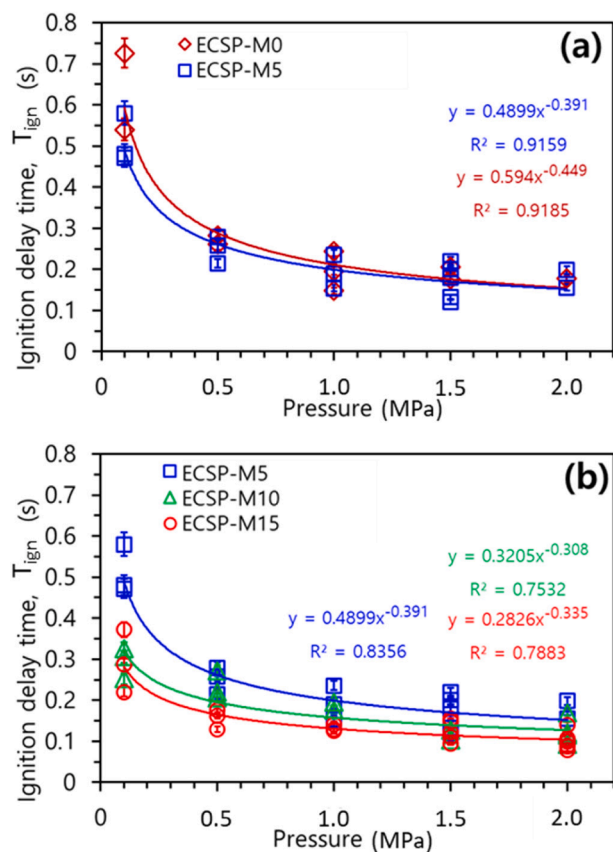 (a)
ECSP-M0
ECSP-M5
y = 0.4899x^-0.391
R² = 0.9159
y = 0.594x^-0.449
R² = 0.9185
Ignition delay time, T_ign (s)
0.8
0.7
0.6
0.5
0.4
0.3
0.2
0.1
0
0 0.5 1.0 1.5 2.0
Pressure (MPa)
(b)
ECSP-M5
ECSP-M10
ECSP-M15
y = 0.3205x^-0.308
R² = 0.7532
y = 0.4899x^-0.391
R² = 0.8356
y = 0.2826x^-0.335
R² = 0.7883
Ignition delay time, T_ign (s)
0.8
0.7
0.6
0.5
0.4
0.3
0.2
0.1
0
0 0.5 1.0 1.5 2.0
Pressure (MPa)